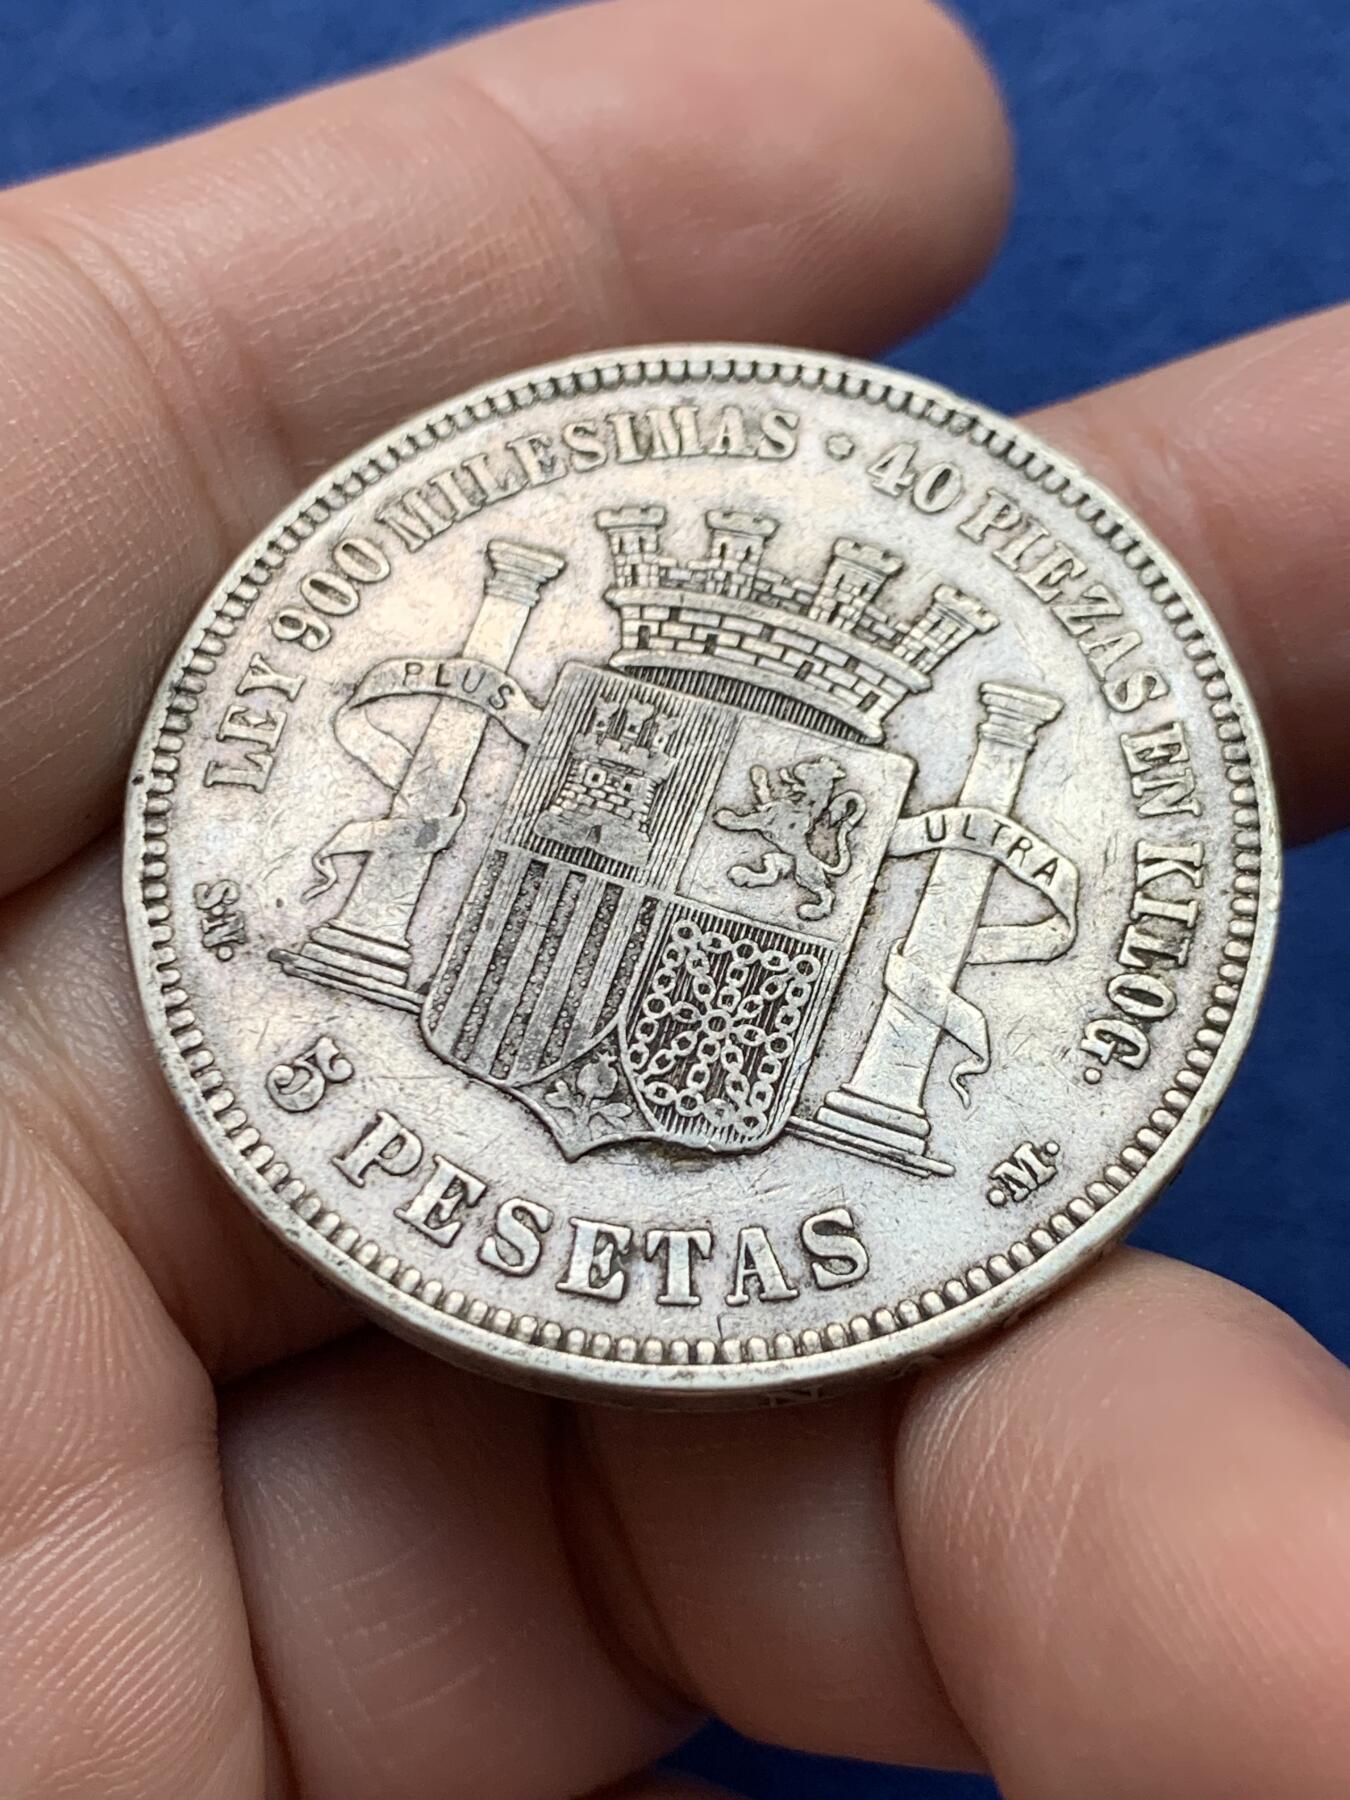 LEY 900 MILESIMAS * 40 PIEZAS EN KILOG.
PLUS
ULTRA
5 PESETAS
·M·